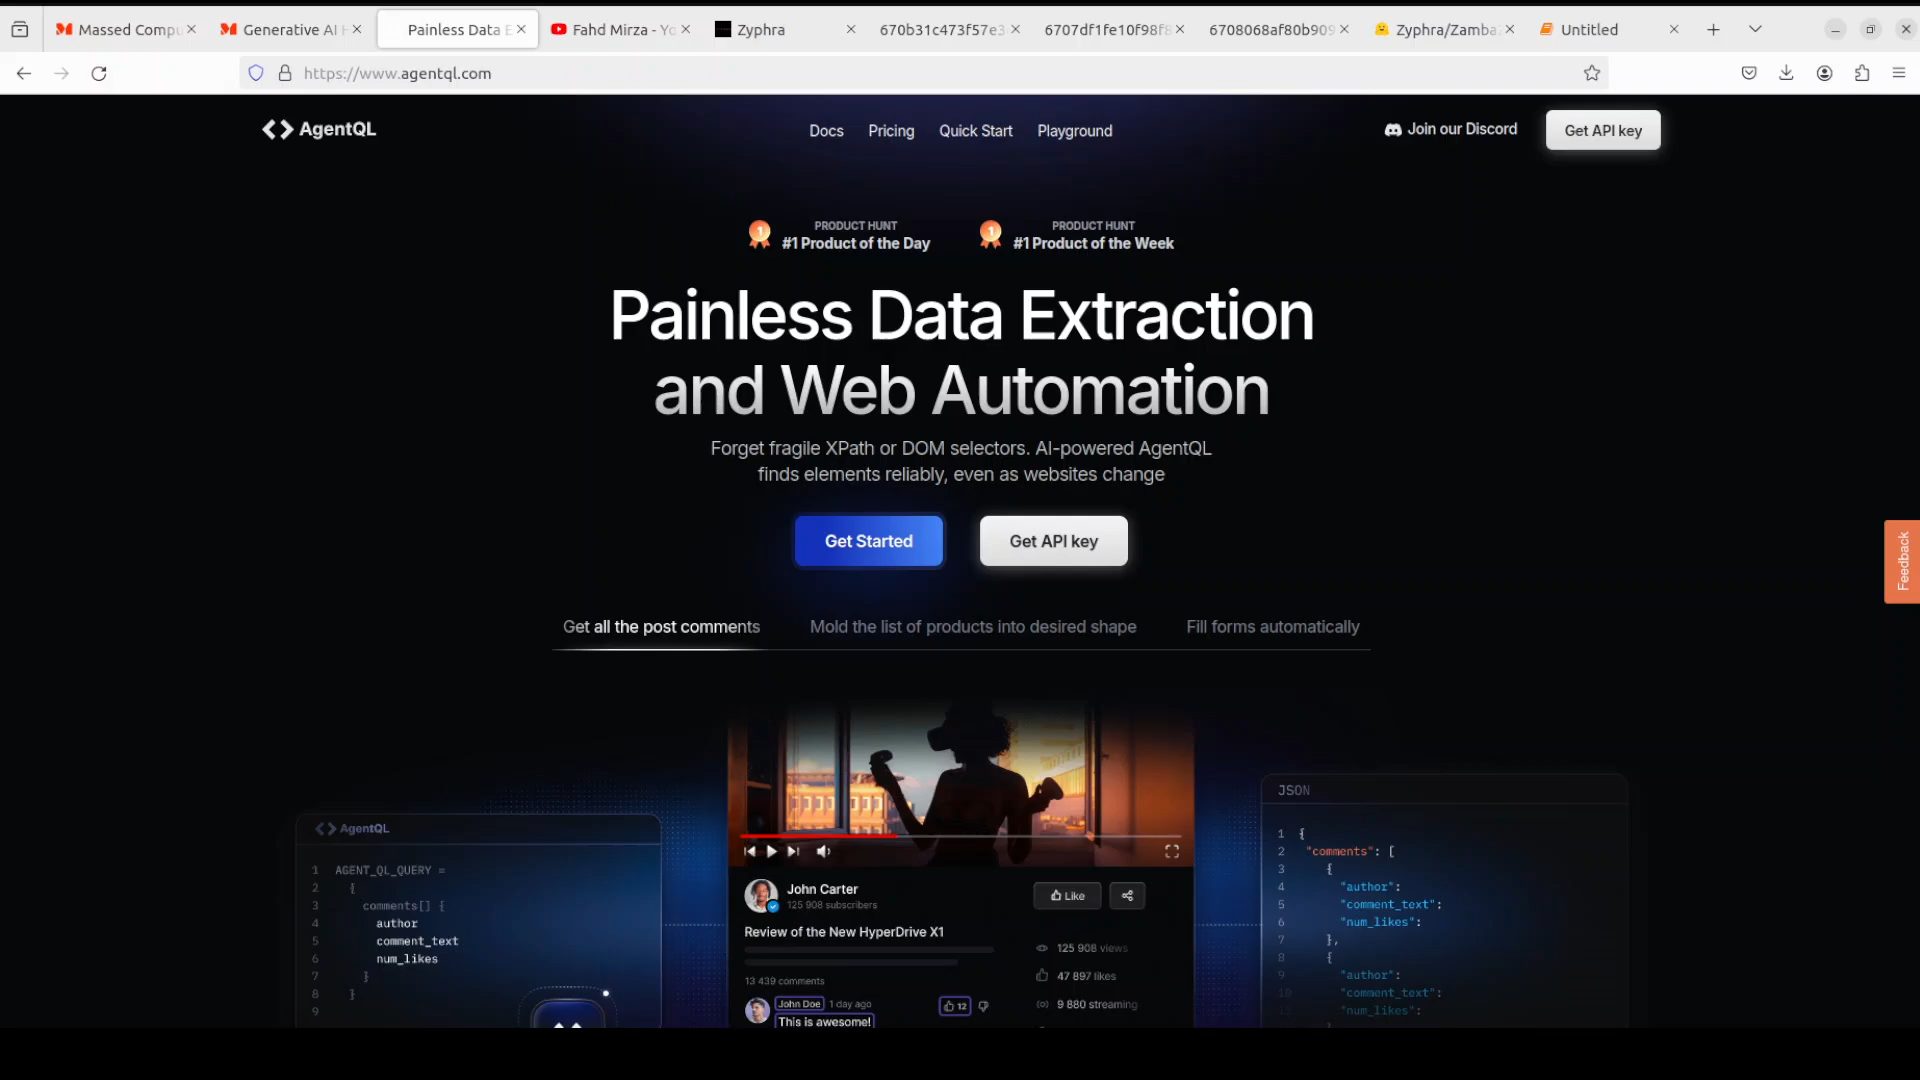 Massed Compu
Generative AI
Painless Data E
Fahd Mirza - Yo
Zyphra
670b31c473f57e3
6707df1fe10f98f8
6708068af80b909
Zyphra/Zamba
Untitled
https://www.agentql.com
AgentQL
Docs
Pricing
Quick Start
Playground
Join our Discord
Get API key
1
PRODUCT HUNT
#1 Product of the Day
1
PRODUCT HUNT
#1 Product of the Week
Painless Data Extraction
and Web Automation
Forget fragile XPath or DOM selectors. AI-powered AgentQL
finds elements reliably, even as websites change
Get Started
Get API key
Feedback
Get all the post comments
Mold the list of products into desired shape
Fill forms automatically
AgentQL
1 AGENT_QL_QUERY =
2 {
3 comments[] {
4 author
5 comment_text
6 num_likes
7 }
8 }
9
John Carter
125 908 subscribers
Like
Review of the New HyperDrive X1
125 908 views
47 897 likes
9 880 streaming
13 439 comments
John Doe 1 day ago
12
This is awesome!
JSON
1 {
2 "comments": [
3 {
4 "author":
5 "comment_text":
6 "num_likes":
7 },
8 {
9 "author":
10 "comment_text":
11 "num_likes":
}